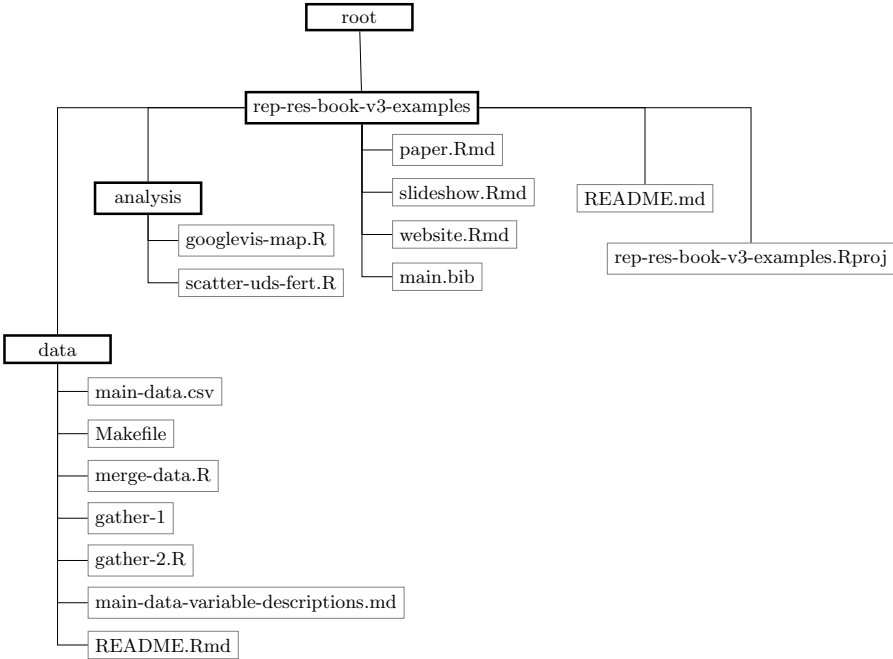 root
rep-res-book-v3-examples
paper.Rmd
slideshow.Rmd
website.Rmd
main.bib
analysis
googlevis-map.R
scatter-uds-fert.R
README.md
rep-res-book-v3-examples.Rproj
data
main-data.csv
Makefile
merge-data.R
gather-1
gather-2.R
main-data-variable-descriptions.md
README.Rmd